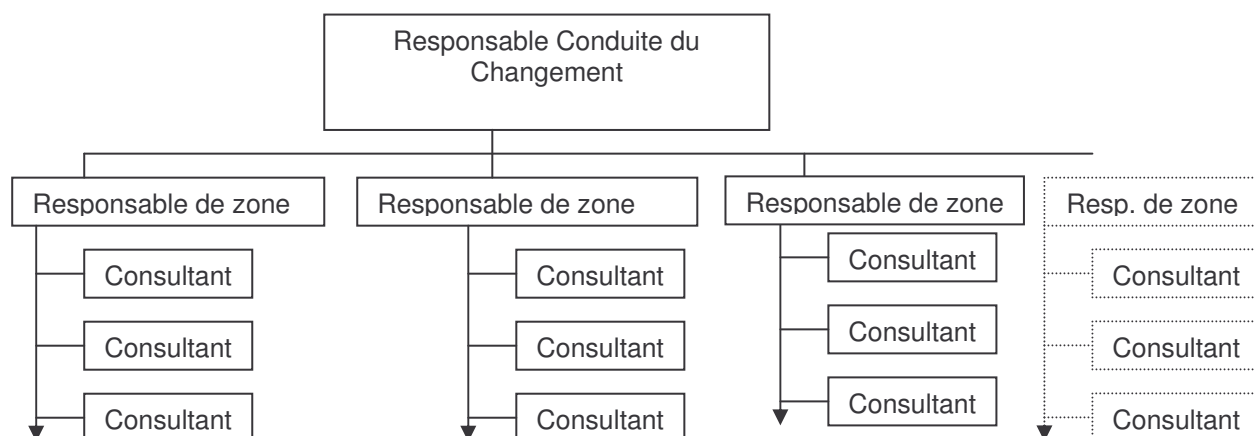 Responsable Conduite du
Changement
Responsable de zone
Responsable de zone
Responsable de zone
Resp. de zone
Consultant
Consultant
Consultant
Consultant
Consultant
Consultant
Consultant
Consultant
Consultant
Consultant
Consultant
Consultant